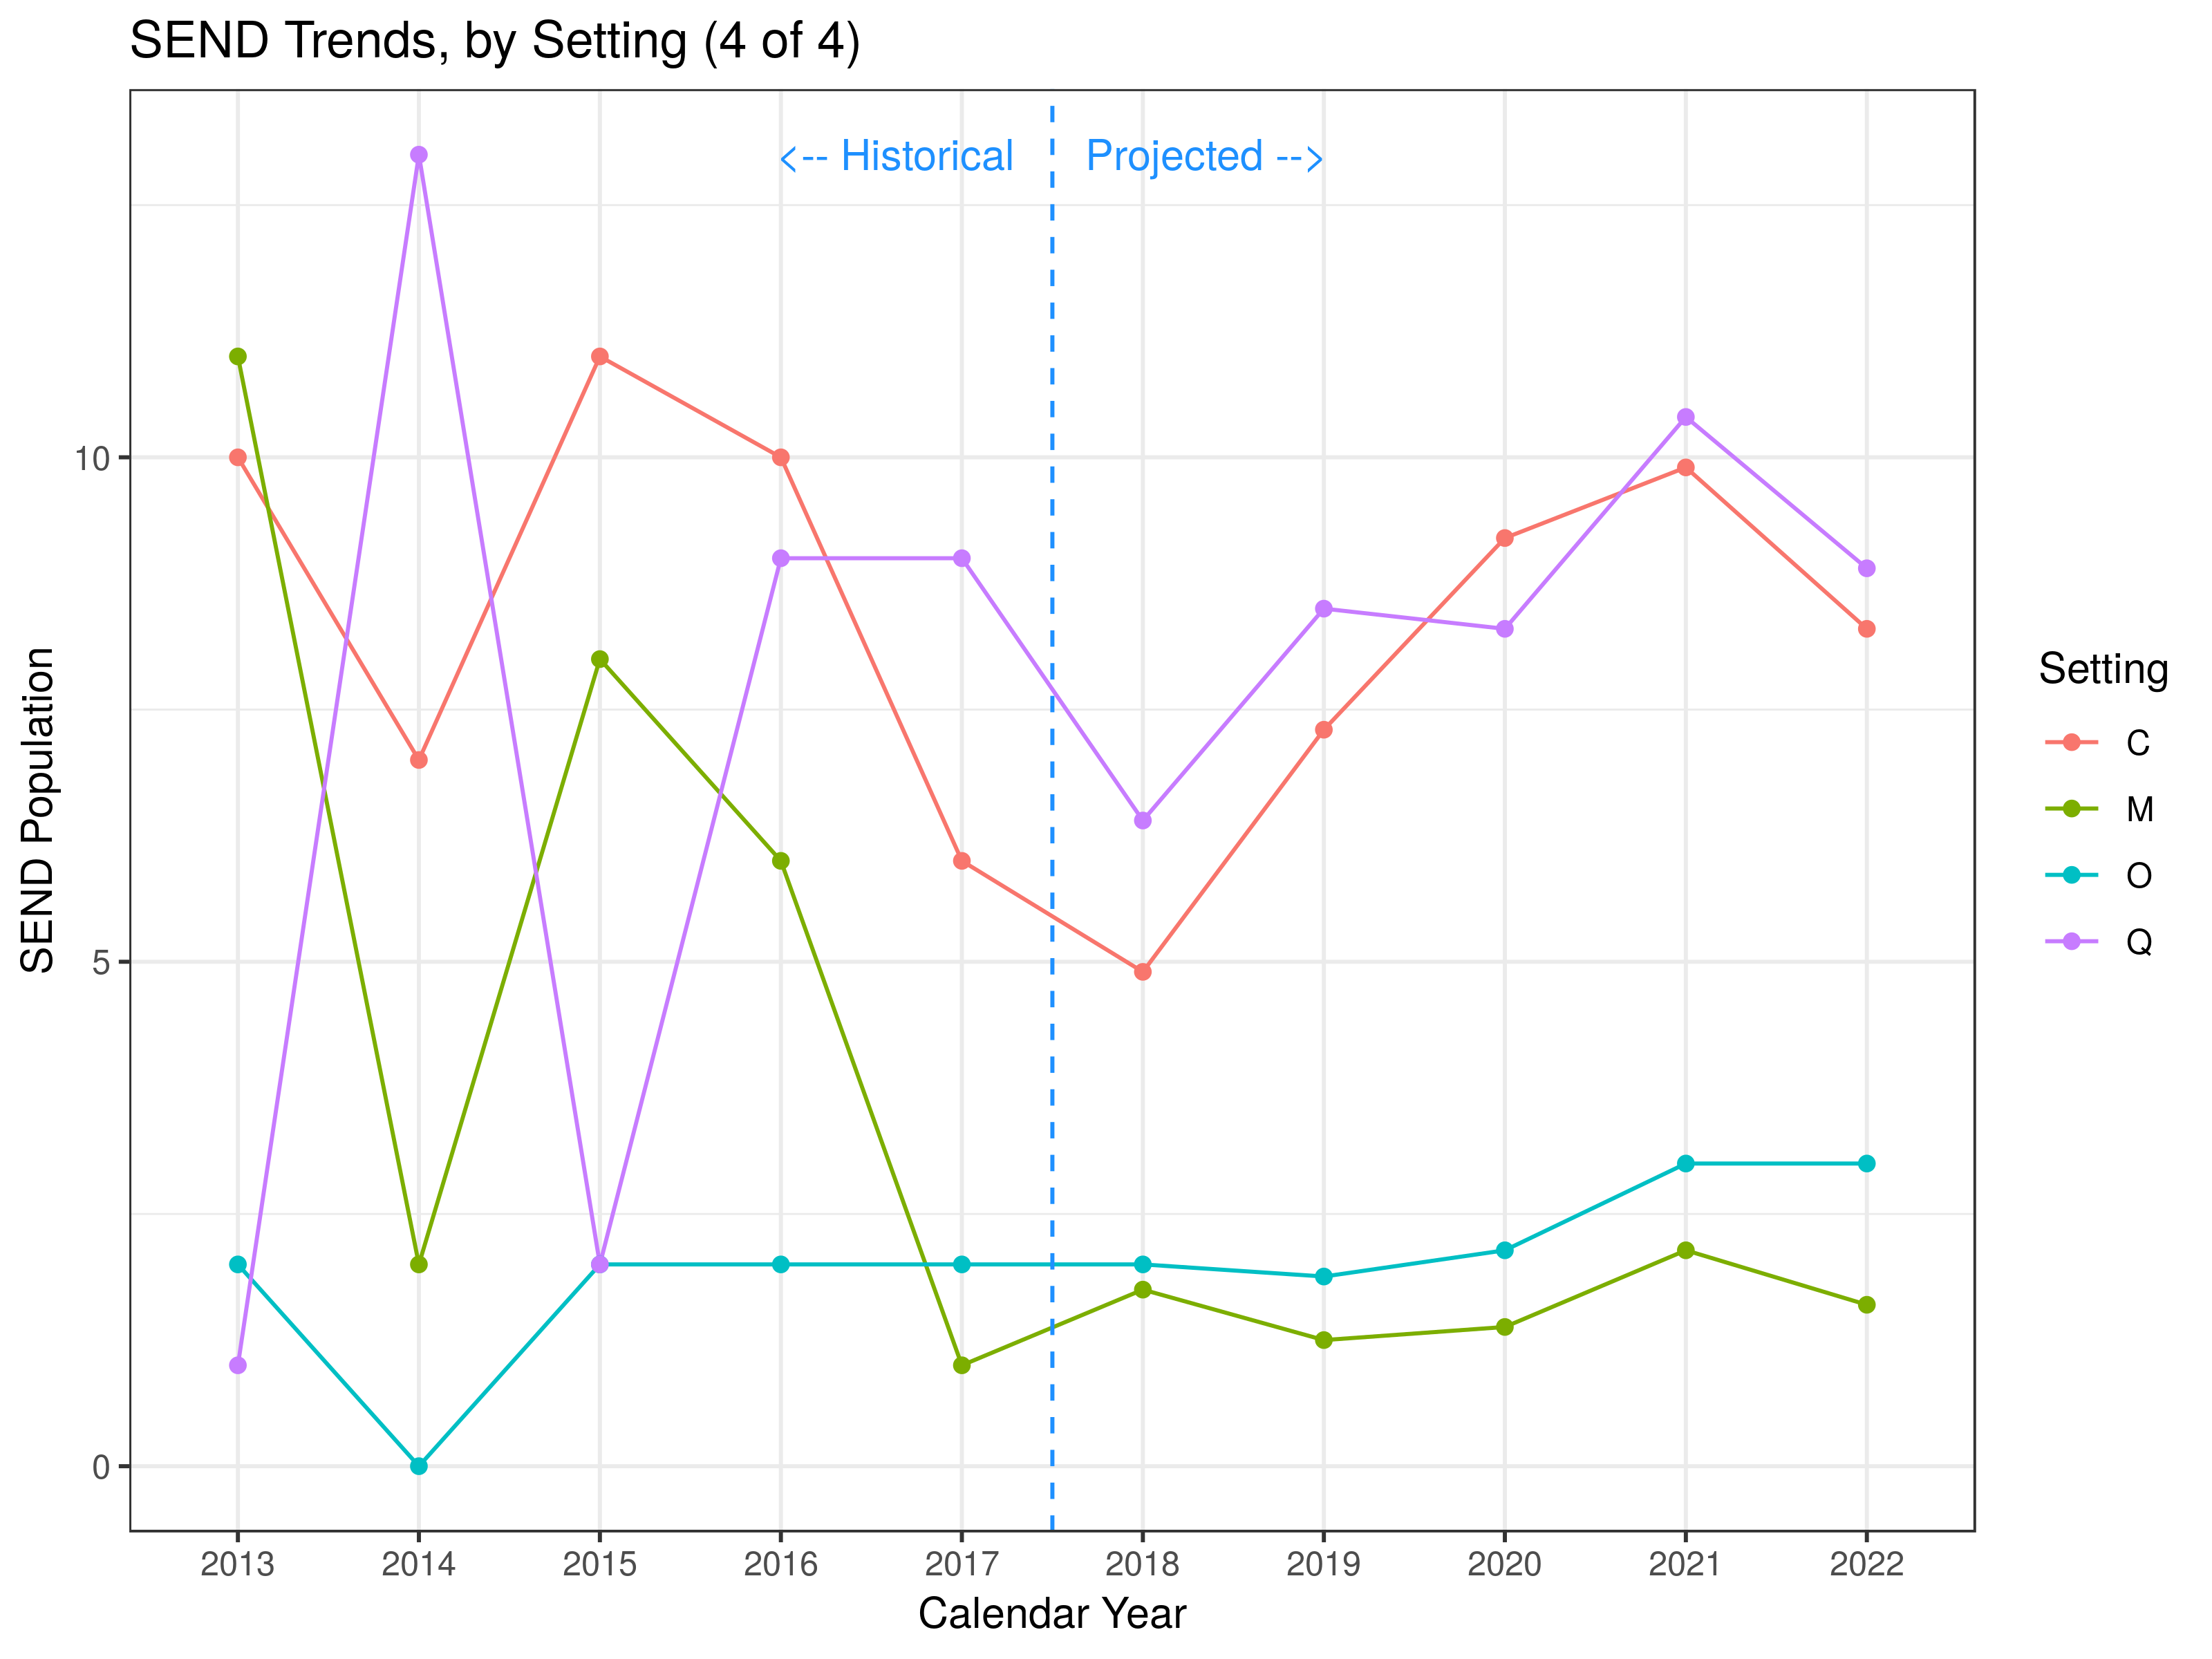 SEND Trends, by Setting (4 of 4)
<-- Historical
Projected -->
10
5
0
SEND Population
2013 2014 2015 2016 2017 2018 2019 2020 2021 2022
Calendar Year
Setting
C
M
O
Q